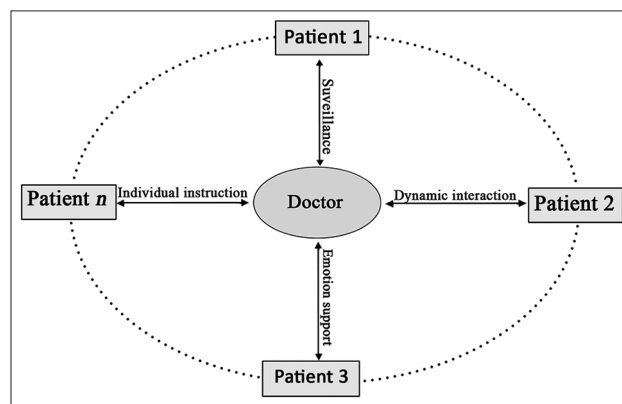 Patient 1
Suveillance
Patient n
Individual instruction
Doctor
Dynamic interaction
Patient 2
Emotion support
Patient 3